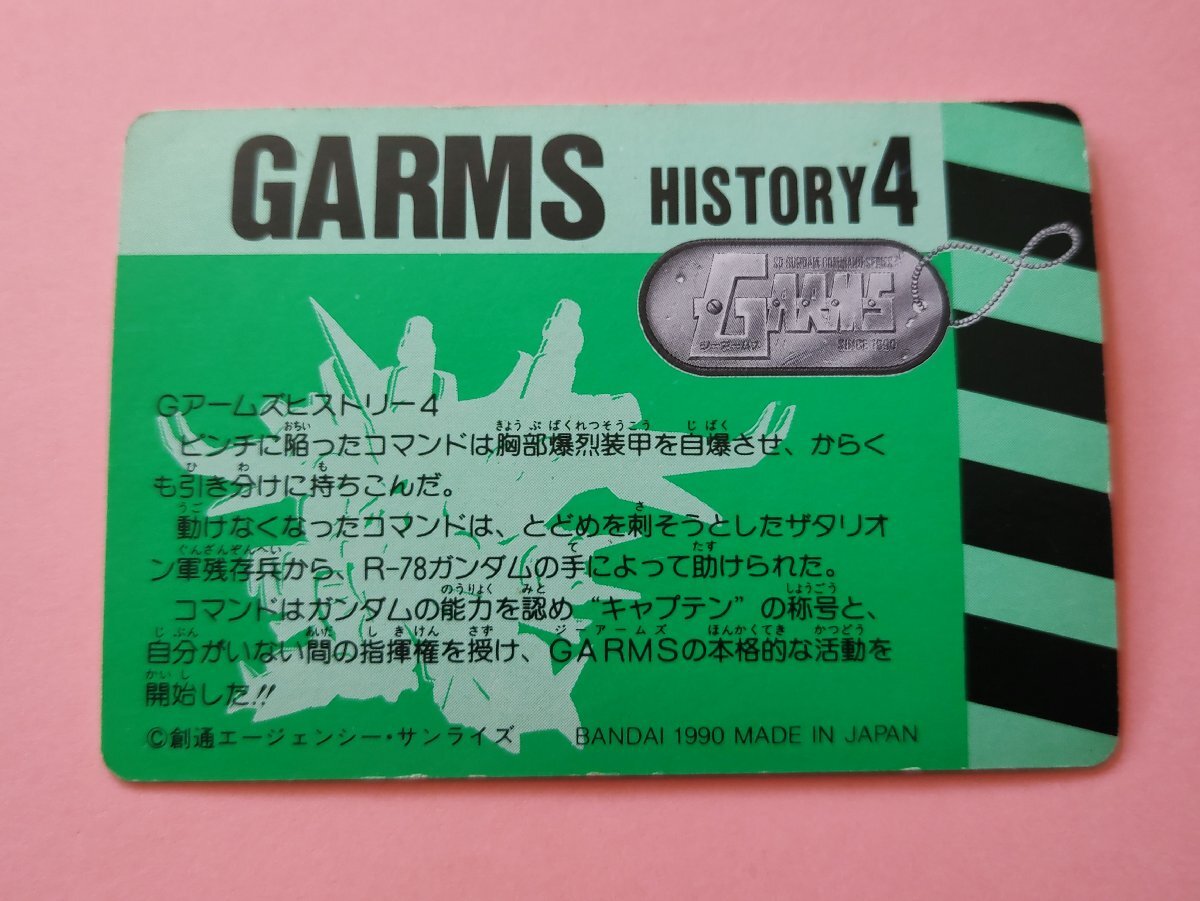 GARMS HISTORY4
SD GUNDAM COMMAND SERIES
GARMS
ジーアームズ
SINCE 1990
Gアームズヒストリー4
ピンチに陥ったコマンドは胸部爆烈装甲を自爆させ、からく
も引き分けに持ちこんだ。
動けなくなったコマンドは、とどめを刺そうとしたザタリオ
ン軍残存兵から、R-78ガンダムの手によって助けられた。
コマンドはガンダムの能力を認め“キャプテン”の称号と、
自分がいない間の指揮権を授け、GARMSの本格的な活動を
開始した!!
©創通エージェンシー・サンライズ BANDAI 1990 MADE IN JAPAN